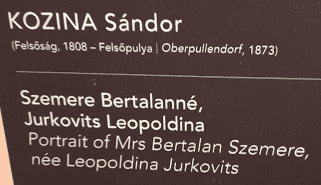 KOZINA Sándor
(Felsőság, 1808 – Felsőpulya | Oberpullendorf, 1873)
Szemere Bertalanné,
Jurkovits Leopoldina
Portrait of Mrs Bertalan Szemere,
née Leopoldina Jurkovits